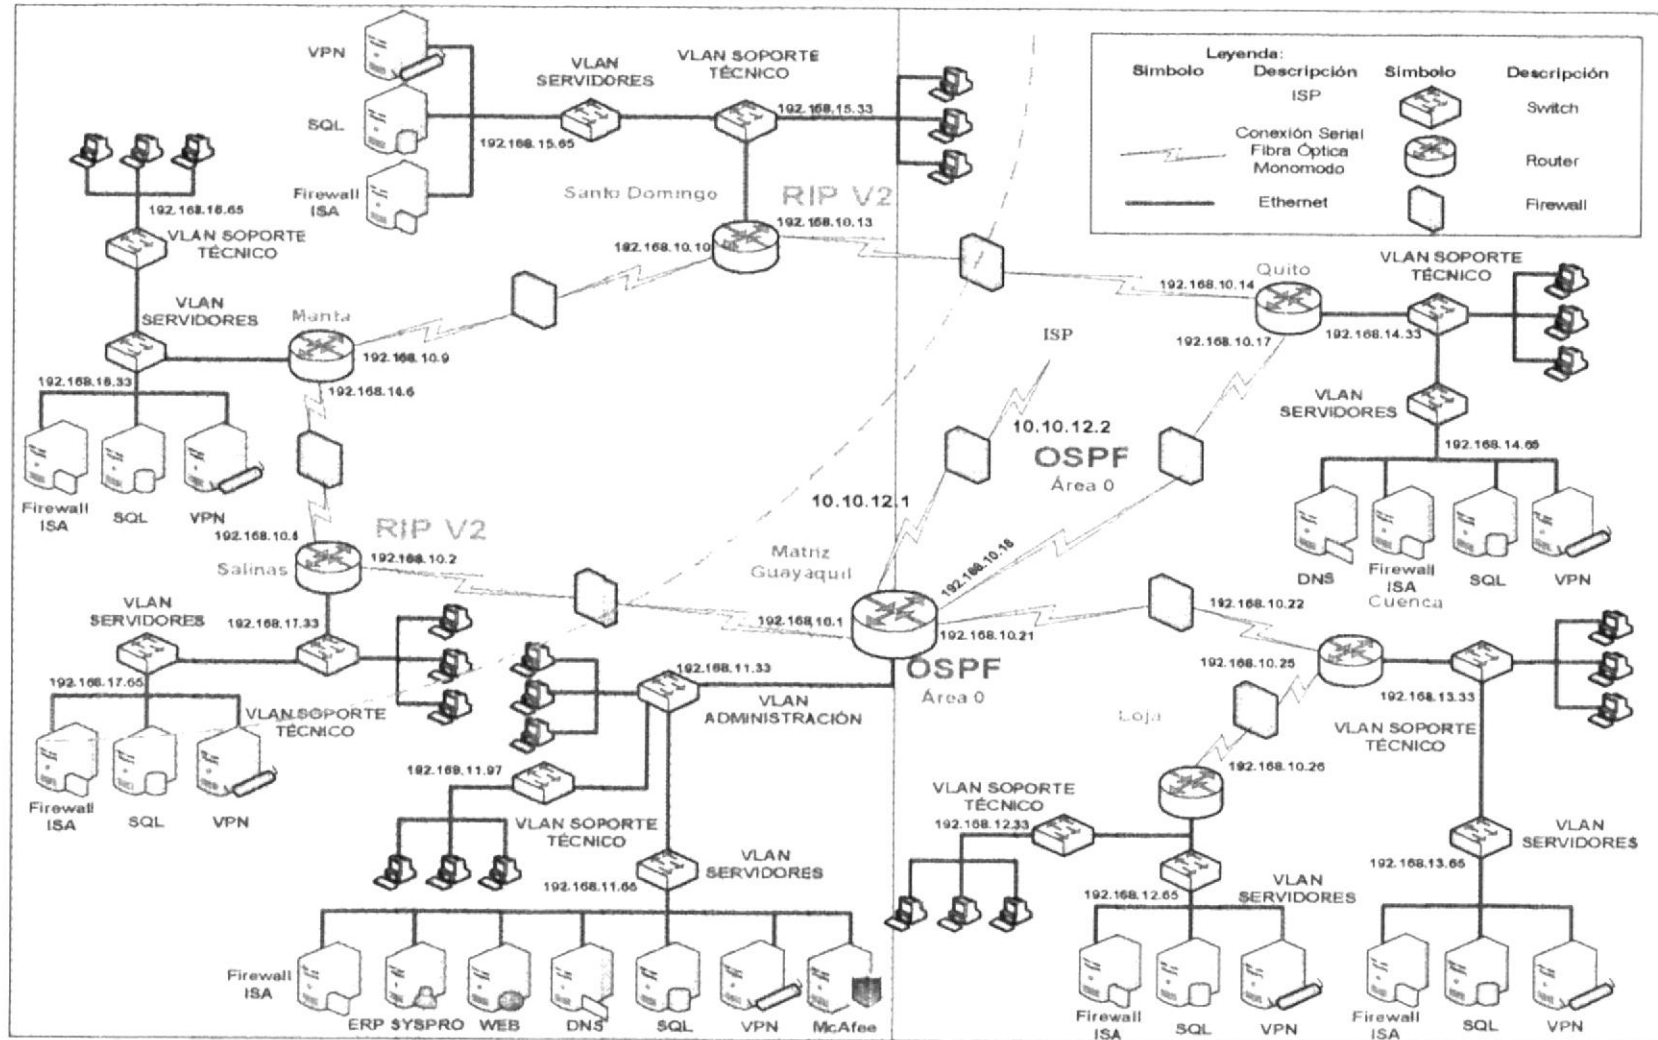 Leyenda:
Símbolo Descripción Símbolo Descripción
ISP
Switch
Conexión Serial
Fibra Óptica
Monomodo
Router
Ethernet
Firewall
VPN
SQL
Firewall
ISA
VLAN
SERVIDORES
VLAN SOPORTE
TÉCNICO
192.168.15.33
192.168.15.65
Santo Domingo
RIP V2
192.168.10.13
192.168.10.10
192.168.16.65
VLAN SOPORTE
TÉCNICO
VLAN
SERVIDORES
Manta
192.168.10.9
192.168.16.33
192.168.14.6
Firewall
ISA
SQL
VPN
Quito
192.168.10.14
192.168.10.17
VLAN SOPORTE
TÉCNICO
192.168.14.33
VLAN
SERVIDORES
192.168.14.65
DNS
Firewall
ISA
SQL
VPN
ISP
10.10.12.2
OSPF
Área 0
10.10.12.1
192.168.10.5
RIP V2
Salinas
192.168.10.2
Matriz
Guayaquil
192.168.10.18
192.168.10.1
192.168.10.21
OSPF
Área 0
VLAN
SERVIDORES
192.168.17.33
192.168.17.65
VLAN SOPORTE
TÉCNICO
Firewall
ISA
SQL
VPN
192.168.11.33
VLAN
ADMINISTRACIÓN
192.168.11.97
VLAN SOPORTE
TÉCNICO
VLAN
SERVIDORES
192.168.11.65
Firewall
ISA
ERP SYSPRO
WEB
DNS
SQL
VPN
McAfee
Cuenca
192.168.10.22
192.168.10.25
192.168.13.33
VLAN SOPORTE
TÉCNICO
Loja
192.168.10.26
VLAN SOPORTE
TÉCNICO
192.168.12.33
192.168.12.65
VLAN
SERVIDORES
Firewall
ISA
SQL
VPN
VLAN
SERVIDORES
192.168.13.65
Firewall
ISA
SQL
VPN